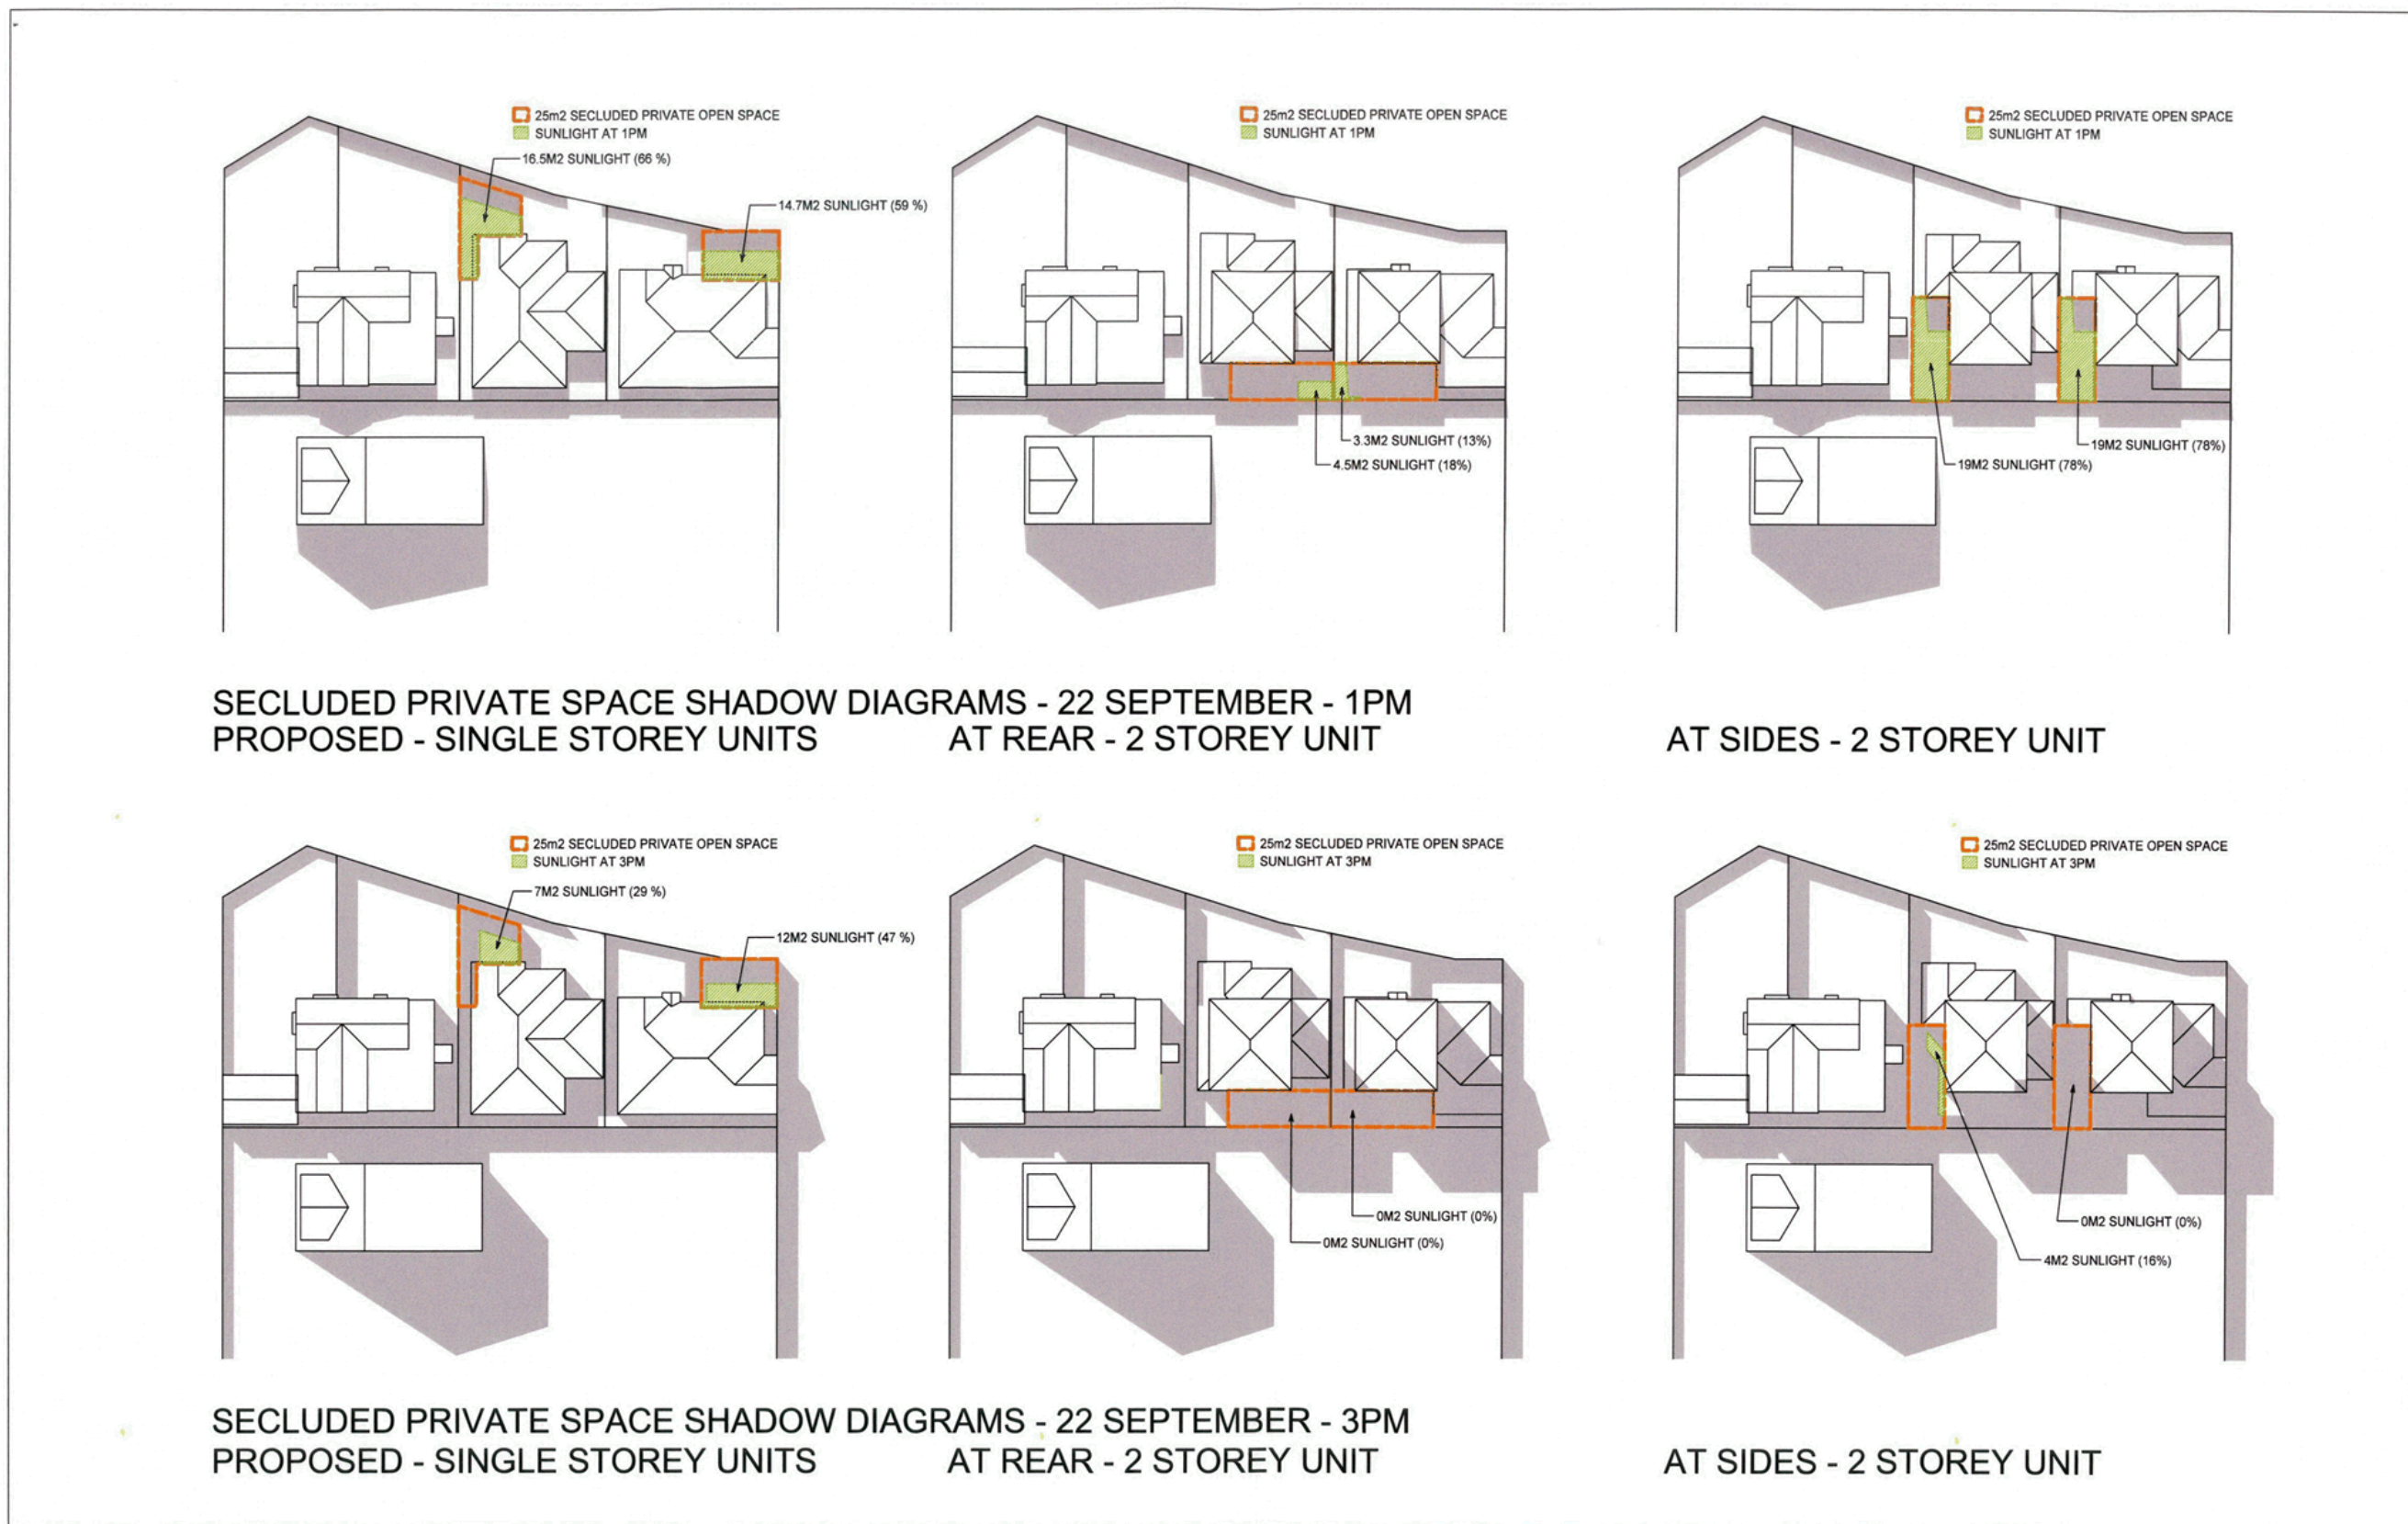 25m2 SECLUDED PRIVATE OPEN SPACE
SUNLIGHT AT 1PM
16.5M2 SUNLIGHT (66 %)
14.7M2 SUNLIGHT (59 %)
25m2 SECLUDED PRIVATE OPEN SPACE
SUNLIGHT AT 1PM
3.3M2 SUNLIGHT (13%)
4.5M2 SUNLIGHT (18%)
25m2 SECLUDED PRIVATE OPEN SPACE
SUNLIGHT AT 1PM
19M2 SUNLIGHT (78%)
19M2 SUNLIGHT (78%)
SECLUDED PRIVATE SPACE SHADOW DIAGRAMS - 22 SEPTEMBER - 1PM
PROPOSED - SINGLE STOREY UNITS
AT REAR - 2 STOREY UNIT
AT SIDES - 2 STOREY UNIT
25m2 SECLUDED PRIVATE OPEN SPACE
SUNLIGHT AT 3PM
7M2 SUNLIGHT (29 %)
12M2 SUNLIGHT (47 %)
25m2 SECLUDED PRIVATE OPEN SPACE
SUNLIGHT AT 3PM
0M2 SUNLIGHT (0%)
0M2 SUNLIGHT (0%)
25m2 SECLUDED PRIVATE OPEN SPACE
SUNLIGHT AT 3PM
0M2 SUNLIGHT (0%)
4M2 SUNLIGHT (16%)
SECLUDED PRIVATE SPACE SHADOW DIAGRAMS - 22 SEPTEMBER - 3PM
PROPOSED - SINGLE STOREY UNITS
AT REAR - 2 STOREY UNIT
AT SIDES - 2 STOREY UNIT